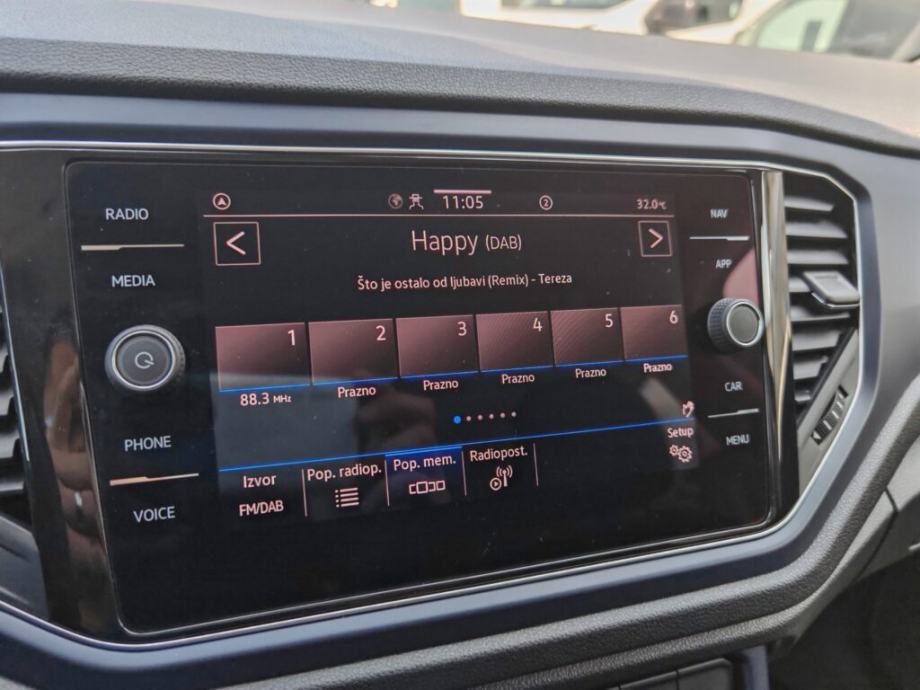 RADIO
MEDIA
PHONE
VOICE
11:05
2
32.0°C
<
Happy (DAB)
>
Što je ostalo od ljubavi (Remix) - Tereza
1
2
3
4
5
6
88.3 MHz
Prazno
Prazno
Prazno
Prazno
Prazno
Setup
Izvor
FM/DAB
Pop. radiop.
Pop. mem.
Radiopost.
NAV
APP
CAR
MENU